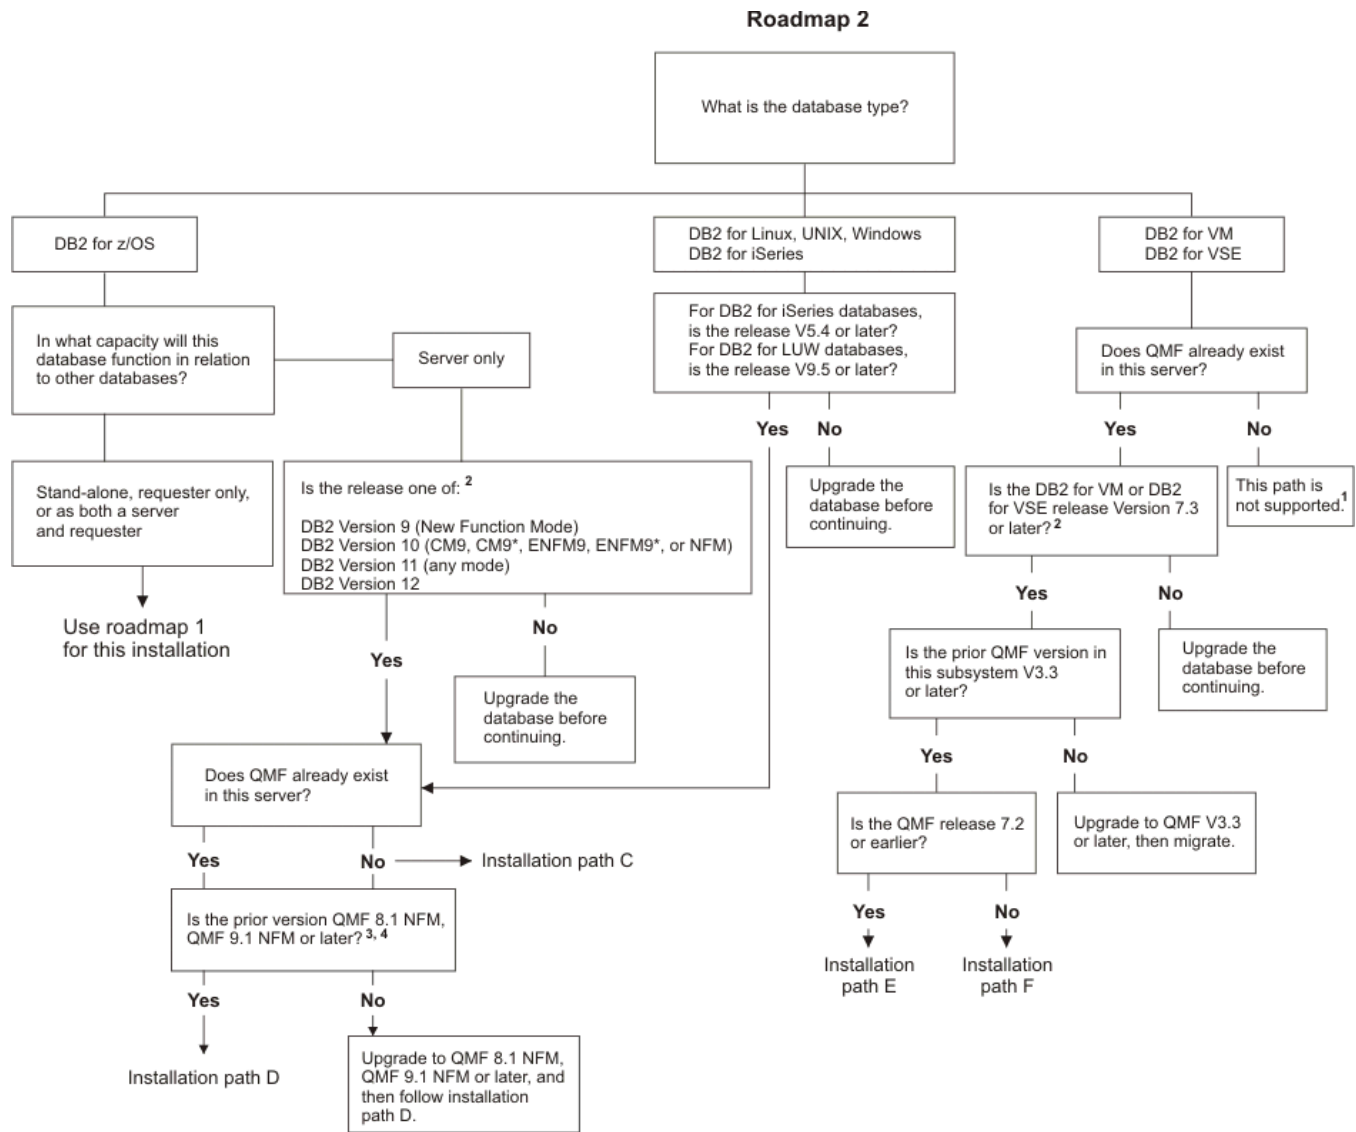 Roadmap 2
What is the database type?
DB2 for z/OS
In what capacity will this
database function in relation
to other databases?
Server only
Stand-alone, requester only,
or as both a server
and requester
Use roadmap 1
for this installation
Is the release one of: 2
DB2 Version 9 (New Function Mode)
DB2 Version 10 (CM9, CM9*, ENFM9, ENFM9*, or NFM)
DB2 Version 11 (any mode)
DB2 Version 12
Yes
No
Upgrade the
database before
continuing.
DB2 for Linux, UNIX, Windows
DB2 for iSeries
For DB2 for iSeries databases,
is the release V5.4 or later?
For DB2 for LUW databases,
is the release V9.5 or later?
Yes
No
Upgrade the
database before
continuing.
Does QMF already exist
in this server?
Yes
No
Installation path C
Is the prior version QMF 8.1 NFM,
QMF 9.1 NFM or later? 3, 4
Yes
No
Installation path D
Upgrade to QMF 8.1 NFM,
QMF 9.1 NFM or later, and
then follow installation
path D.
DB2 for VM
DB2 for VSE
Does QMF already exist
in this server?
Yes
No
This path is
not supported.1
Is the DB2 for VM or DB2
for VSE release Version 7.3
or later? 2
Yes
No
Upgrade the
database before
continuing.
Is the prior QMF version in
this subsystem V3.3
or later?
Yes
No
Upgrade to QMF V3.3
or later, then migrate.
Is the QMF release 7.2
or earlier?
Yes
No
Installation
path E
Installation
path F